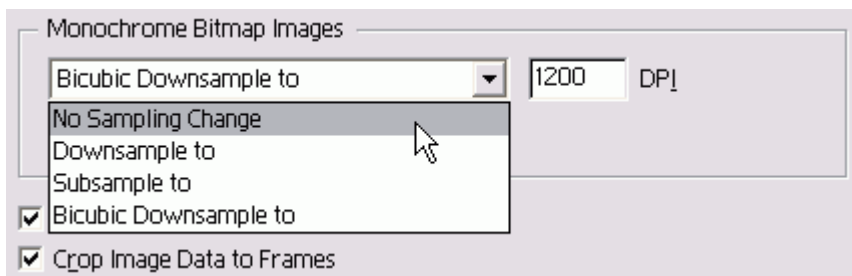 Monochrome Bitmap Images
Bicubic Downsample to 1200 DPI
No Sampling Change
Downsample to
Subsample to
Bicubic Downsample to
Crop Image Data to Frames